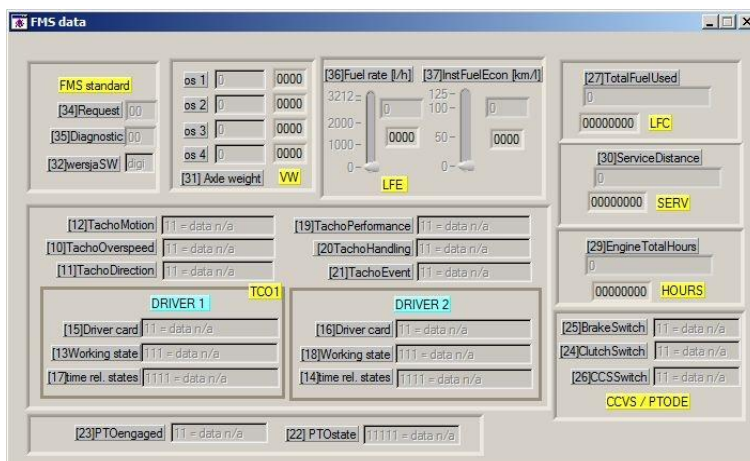 FMS data
FMS standard
[34]Request 00
[35]Diagnostic 00
[32]wersjaSW digi
os 1 0 0000
os 2 0 0000
os 3 0 0000
os 4 0 0000
[31] Axle weight VW
[36]Fuel rate [l/h]
3212
2000
1000
0
0
0000
LFE
[37]InstFuelEcon [km/l]
125
100
50
0
0
0000
[27]TotalFuelUsed
0
00000000 LFC
[30]ServiceDistance
0
00000000 SERV
[29]EngineTotalHours
0
00000000 HOURS
[12]TachoMotion 11 = data n/a
[10]TachoOverspeed 11 = data n/a
[11]TachoDirection 11 = data n/a
[19]TachoPerformance 11 = data n/a
[20]TachoHandling 11 = data n/a
[21]TachoEvent 11 = data n/a
TCO1
DRIVER 1
[15]Driver card 11 = data n/a
[13Working state 111 = data n/a
[17]time rel. states 1111 = data n/a
DRIVER 2
[16]Driver card 11 = data n/a
[18]Working state 111 = data n/a
[14]time rel. states 1111 = data n/a
[25]BrakeSwitch 11 = data n/a
[24]ClutchSwitch 11 = data n/a
[26]CCSSwitch 11 = data n/a
CCVS / PTODE
[23]PTOengaged 11 = data n/a
[22] PTOstate 11111 = data n/a